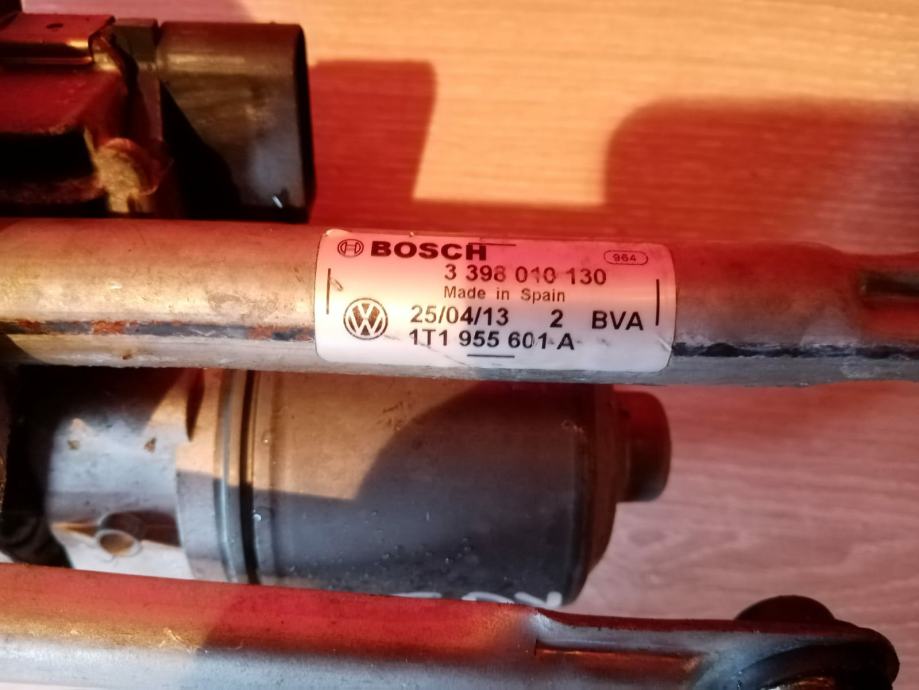 BOSCH 964
3 398 010 130
Made in Spain
25/04/13 2 BVA
1T1 955 601 A